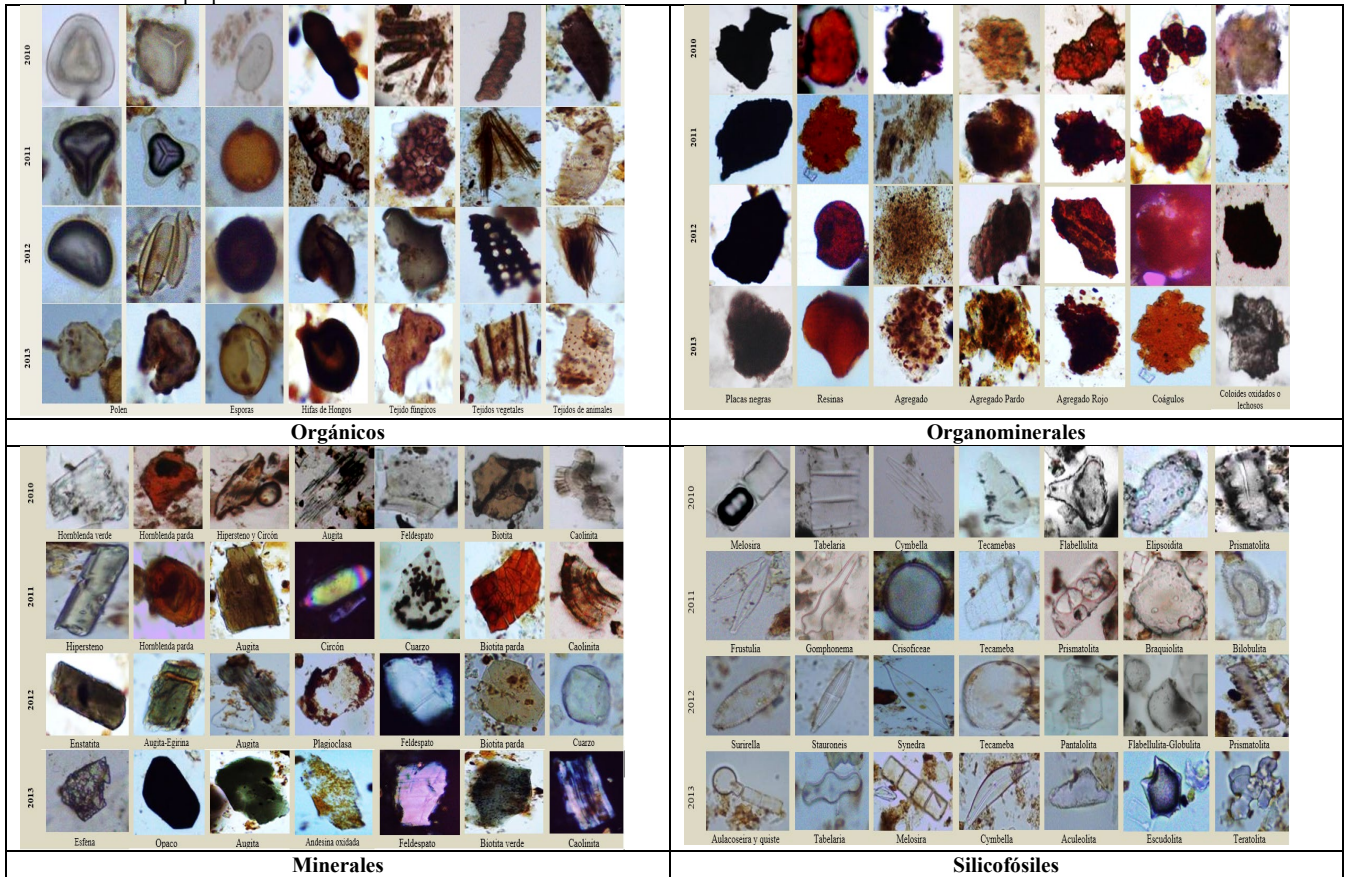 2010
2011
2012
2013
Polen Esporas Hifas de Hongos Tejido fúngicos Tejidos vegetales Tejidos de animales
Orgánicos
2010
2011
2012
2013
Placas negras Resinas Agregado Agregado Pardo Agregado Rojo Coágulos Coloides oxidados o
lechosos
Organominerales
2010
Hornblenda verde Hornblenda parda Hipersteno y Circón Augita Feldespato Biotita Caolinita
2011
Hipersteno Hornblenda parda Augita Circón Cuarzo Biotita parda Caolinita
2012
Enstatita Augita-Egirina Augita Plagioclasa Feldespato Biotita parda Cuarzo
2013
Esfena Opaco Augita Andesina oxidada Feldespato Biotita verde Caolinita
Minerales
2010
Melosira Tabelaria Cymbella Tecamebas Flabellulita Elipsoidita Prismatolita
2011
Frustulia Gomphonema Crisoficeae Tecameba Prismatolita Braquiolita Bilobulita
2012
Surirella Stauroneis Synedra Tecameba Pantalolita Flabellulita-Globulita Prismatolita
2013
Aulacoseira y quiste Tabelaria Melosira Cymbella Aculeolita Escudolita Teratolita
Silicofósiles